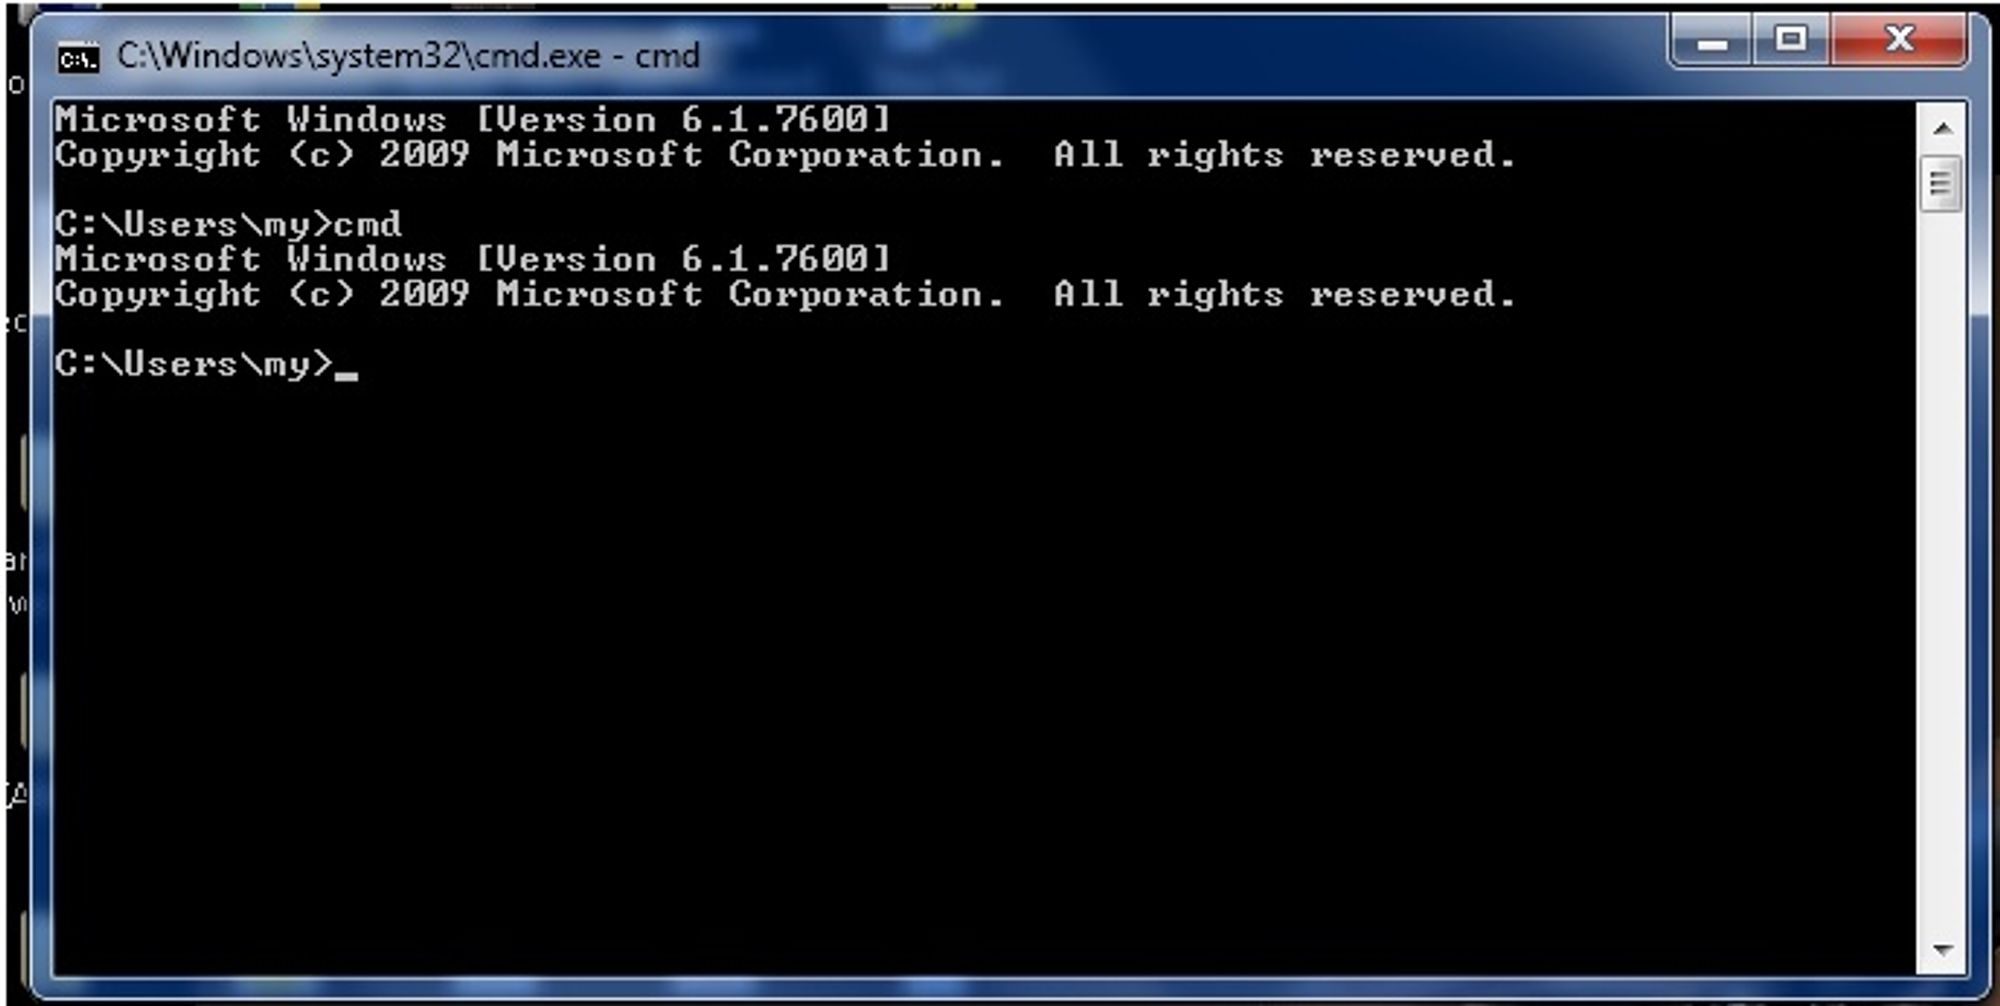 C:\Windows\system32\cmd.exe - cmd
Microsoft Windows [Version 6.1.7600]
Copyright (c) 2009 Microsoft Corporation.  All rights reserved.
C:\Users\my>cmd
Microsoft Windows [Version 6.1.7600]
Copyright (c) 2009 Microsoft Corporation.  All rights reserved.
C:\Users\my>